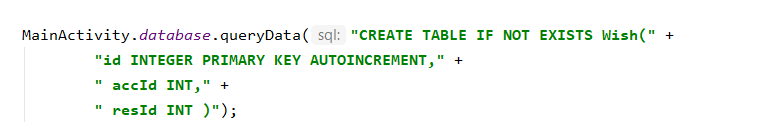 MainActivity.database.queryData( sql: "CREATE TABLE IF NOT EXISTS Wish(" +
"id INTEGER PRIMARY KEY AUTOINCREMENT," +
" accId INT," +
" resId INT )");